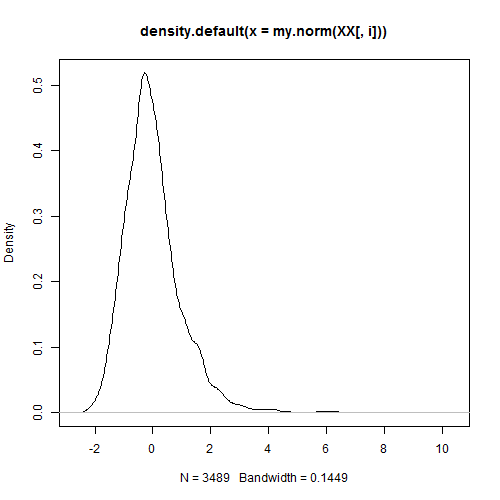 density.default(x = my.norm(XX[, i]))
Density
0.5
0.4
0.3
0.2
0.1
0.0
-2 0 2 4 6 8 10
N = 3489 Bandwidth = 0.1449